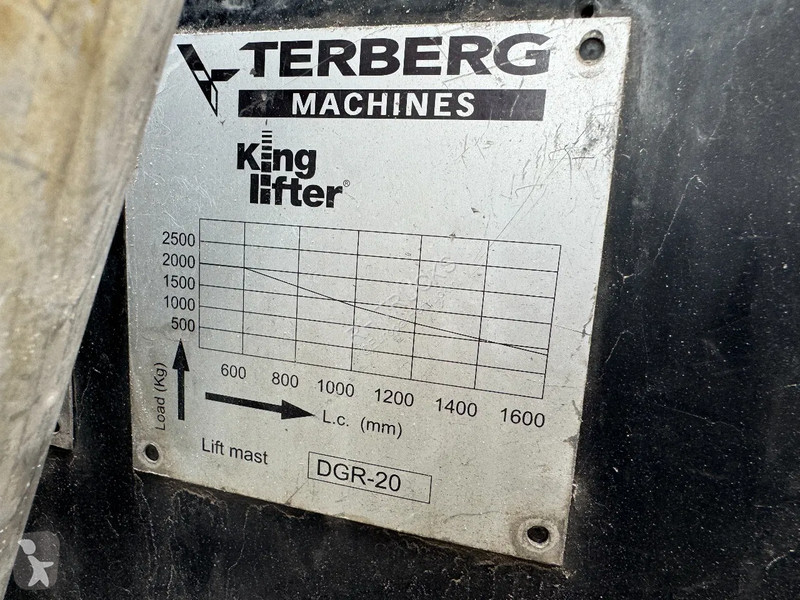 TERBERG
MACHINES
King
lifter®
2500
2000
1500
1000
500
600 800 1000 1200 1400 1600
Load (Kg)
L.c. (mm)
Lift mast DGR-20